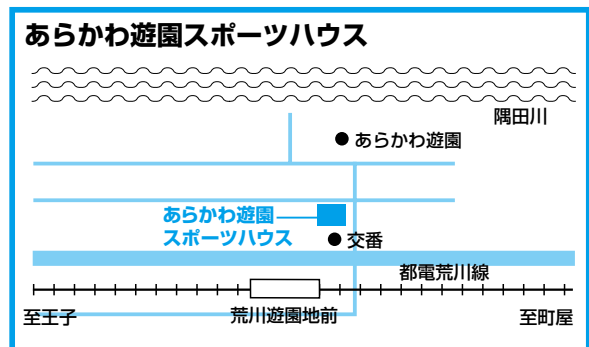 あらかわ遊園スポーツハウス
隅田川
あらかわ遊園
あらかわ遊園
スポーツハウス
交番
都電荒川線
至王子
荒川遊園地前
至町屋